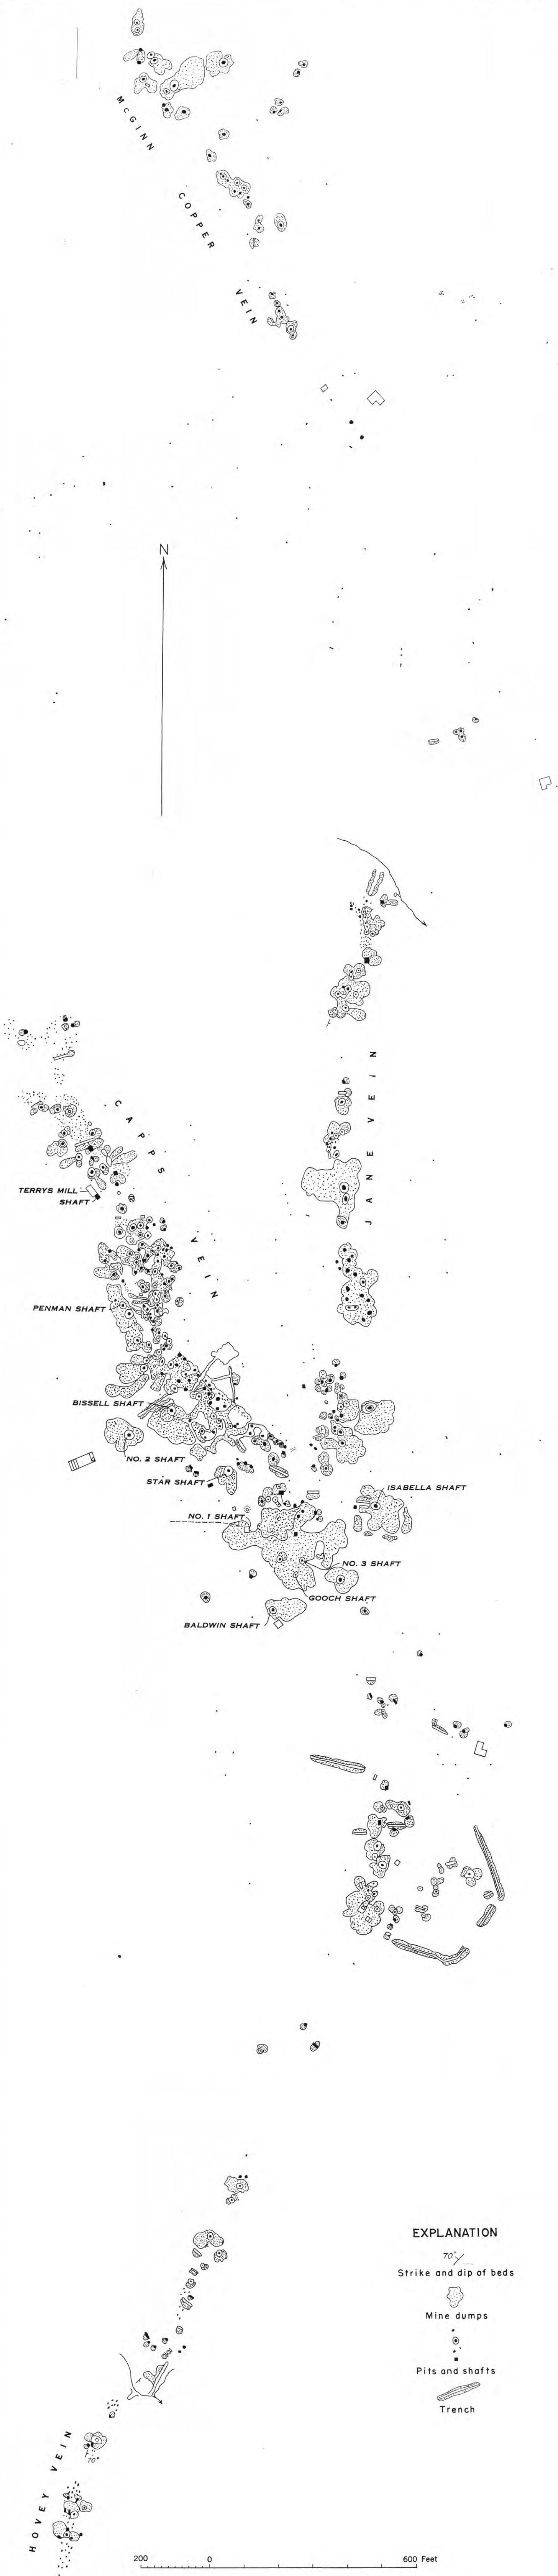 McGINN
COPPER
VEIN
N
JANE VEIN
CAPPS
VEIN
TERRYS MILL
SHAFT
PENMAN SHAFT
BISSELL SHAFT
NO. 2 SHAFT
STAR SHAFT
ISABELLA SHAFT
NO. 1 SHAFT
NO. 3 SHAFT
GOOCH SHAFT
BALDWIN SHAFT
EXPLANATION
70°
Strike and dip of beds
Mine dumps
Pits and shafts
Trench
HOVEY VEIN
70°
200 0 600 Feet